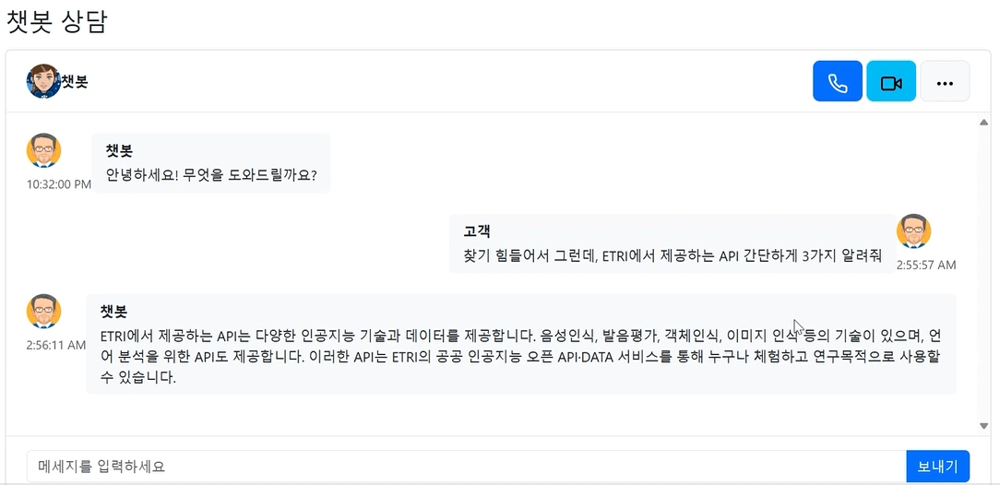 챗봇 상담
챗봇
챗봇
안녕하세요! 무엇을 도와드릴까요?
10:32:00 PM
고객
찾기 힘들어서 그런데, ETRI에서 제공하는 API 간단하게 3가지 알려줘
2:55:57 AM
챗봇
ETRI에서 제공하는 API는 다양한 인공지능 기술과 데이터를 제공합니다. 음성인식, 발음평가, 객체인식, 이미지 인식 등의 기술이 있으며, 언
어 분석을 위한 API도 제공합니다. 이러한 API는 ETRI의 공공 인공지능 오픈 API·DATA 서비스를 통해 누구나 체험하고 연구목적으로 사용할
수 있습니다.
2:56:11 AM
메세지를 입력하세요
보내기